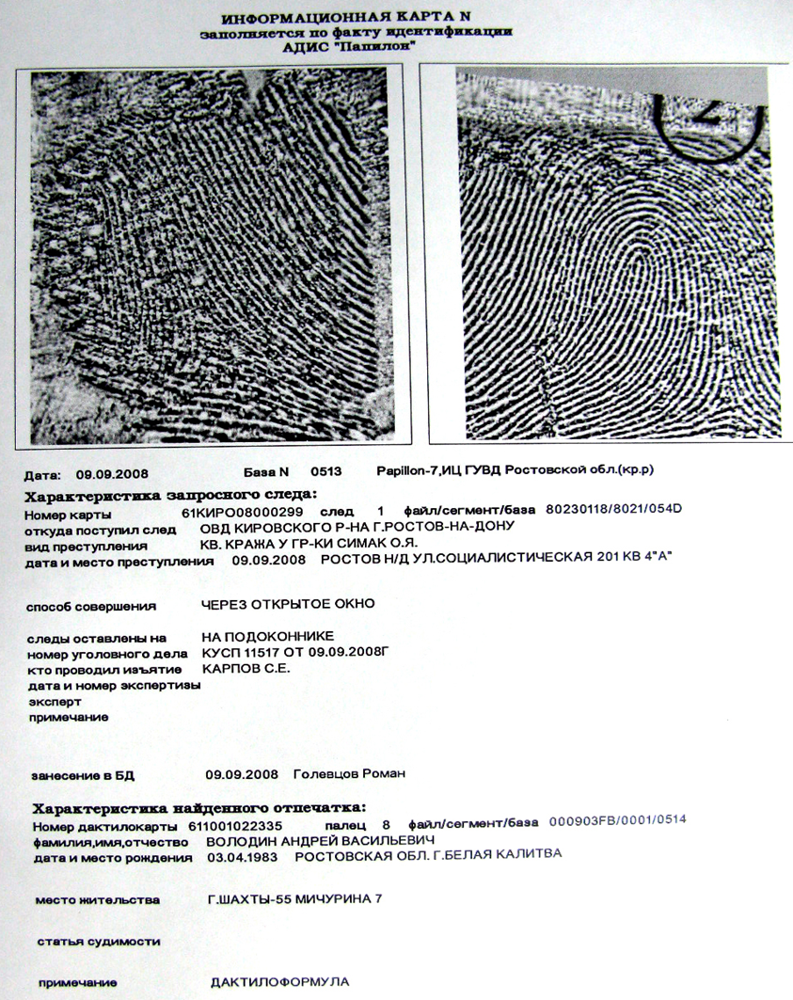 ИНФОРМАЦИОННАЯ КАРТА N
заполняется по факту идентификации
АДИС "Папилон"
2
Дата: 09.09.2008 База N 0513 Papillon-7,ИЦ ГУВД Ростовской обл.(кр.р)
Характеристика запросного следа:
Номер карты 61КИРО08000299 след 1 файл/сегмент/база 80230118/8021/054D
откуда поступил след ОВД КИРОВСКОГО Р-НА Г.РОСТОВ-НА-ДОНУ
вид преступления КВ. КРАЖА У ГР-КИ СИМАК О.Я.
дата и место преступления 09.09.2008 РОСТОВ Н/Д УЛ.СОЦИАЛИСТИЧЕСКАЯ 201 КВ 4"А"
способ совершения ЧЕРЕЗ ОТКРЫТОЕ ОКНО
следы оставлены на НА ПОДОКОННИКЕ
номер уголовного дела КУСП 11517 ОТ 09.09.2008Г
кто проводил изъятие КАРПОВ С.Е.
дата и номер экспертизы
эксперт
примечание
занесение в БД 09.09.2008 Голевцов Роман
Характеристика найденного отпечатка:
Номер дактилокарты 611001022335 палец 8 файл/сегмент/база 000903FB/0001/0514
фамилия,имя,отчество ВОЛОДИН АНДРЕЙ ВАСИЛЬЕВИЧ
дата и место рождения 03.04.1983 РОСТОВСКАЯ ОБЛ. Г.БЕЛАЯ КАЛИТВА
место жительства Г.ШАХТЫ-55 МИЧУРИНА 7
статья судимости
примечание ДАКТИЛОФОРМУЛА